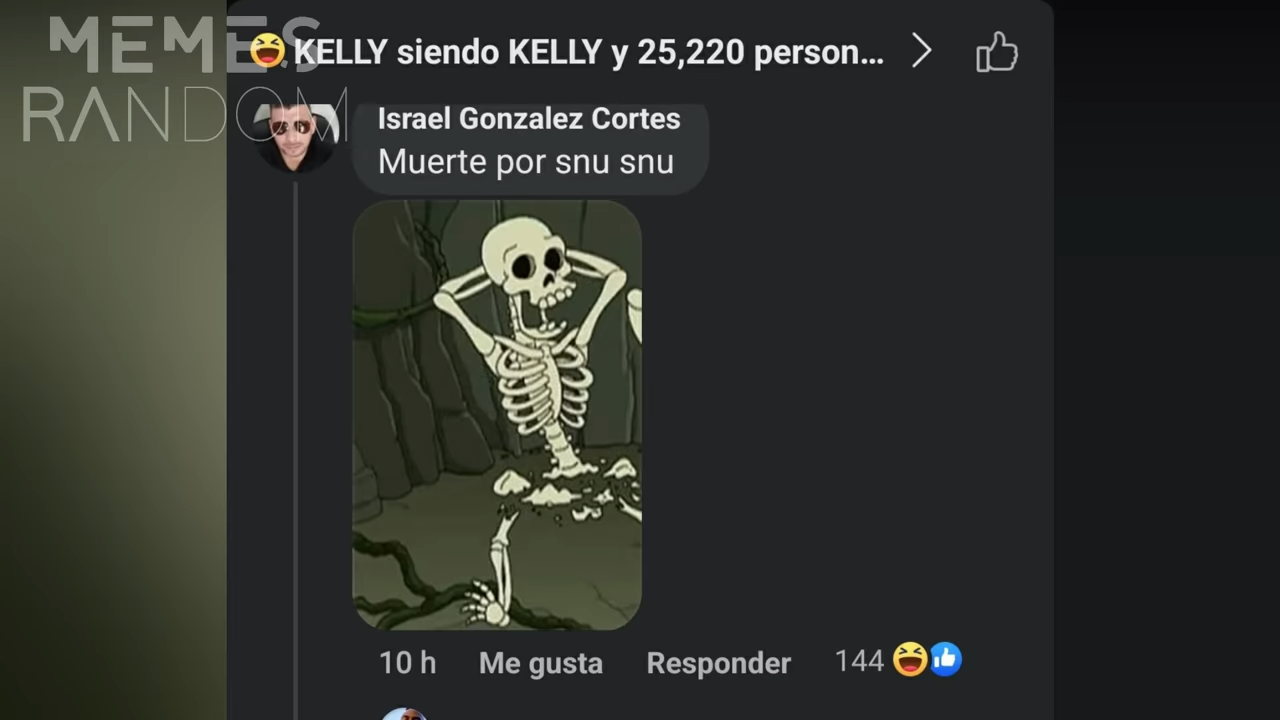 MEMES
RANDOM
KELLY siendo KELLY y 25,220 person...
Israel Gonzalez Cortes
Muerte por snu snu
10 h Me gusta Responder 144